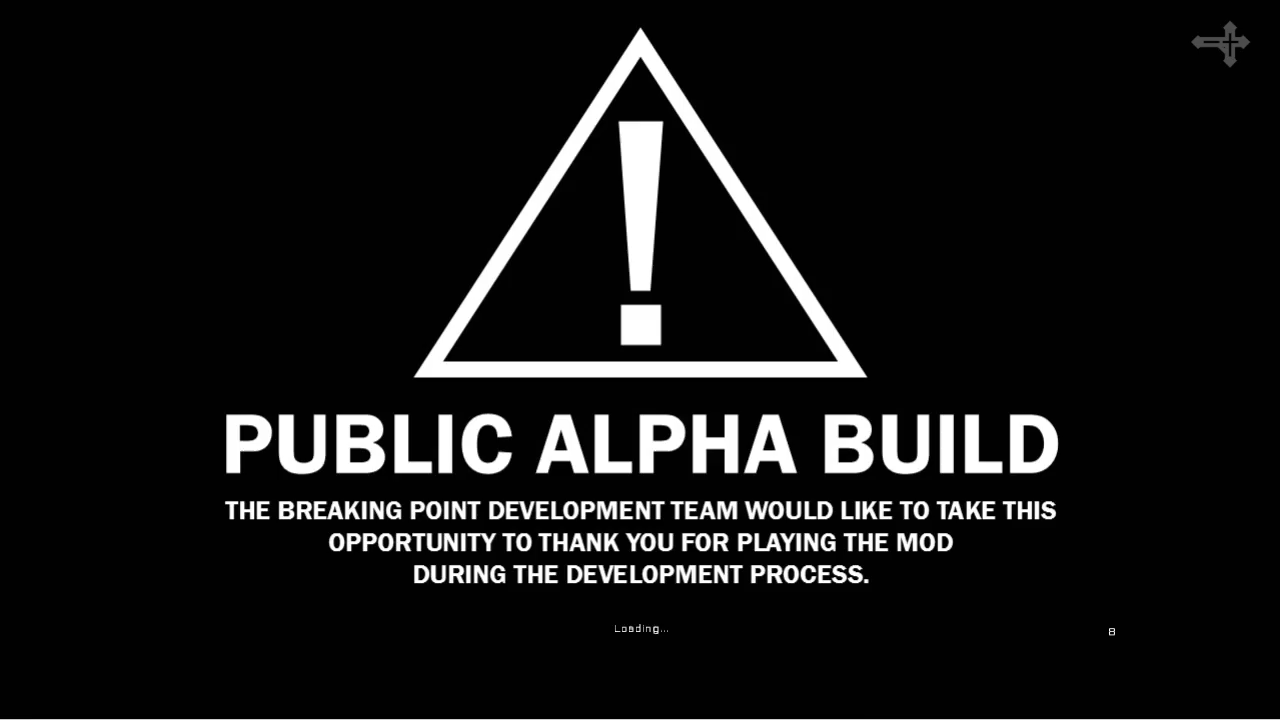 !
PUBLIC ALPHA BUILD
THE BREAKING POINT DEVELOPMENT TEAM WOULD LIKE TO TAKE THIS
OPPORTUNITY TO THANK YOU FOR PLAYING THE MOD
DURING THE DEVELOPMENT PROCESS.
Loading...
8